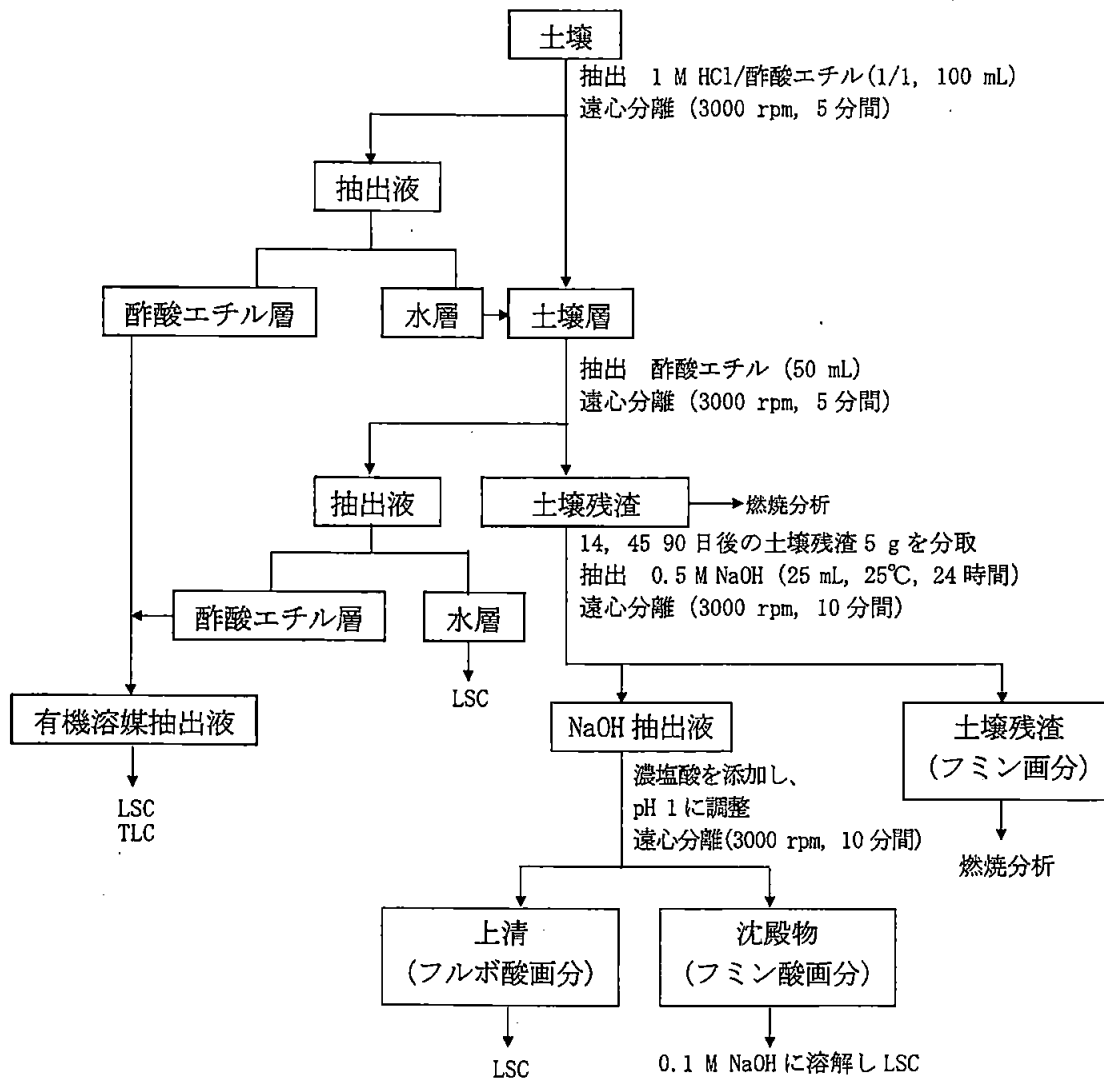 土壌
抽出 1 M HCl/酢酸エチル(1/1, 100 mL)
遠心分離 (3000 rpm, 5 分間)
抽出液
酢酸エチル層
水層
土壌層
抽出 酢酸エチル (50 mL)
遠心分離 (3000 rpm, 5 分間)
抽出液
土壌残渣
燃焼分析
14, 45 90 日後の土壌残渣 5 g を分取
抽出 0.5 M NaOH (25 mL, 25℃, 24 時間)
遠心分離 (3000 rpm, 10 分間)
酢酸エチル層
水層
LSC
有機溶媒抽出液
LSC
TLC
NaOH 抽出液
土壌残渣
(フミン画分)
濃塩酸を添加し、
pH 1 に調整
遠心分離(3000 rpm, 10 分間)
燃焼分析
上清
(フルボ酸画分)
沈殿物
(フミン酸画分)
LSC
0.1 M NaOH に溶解し LSC